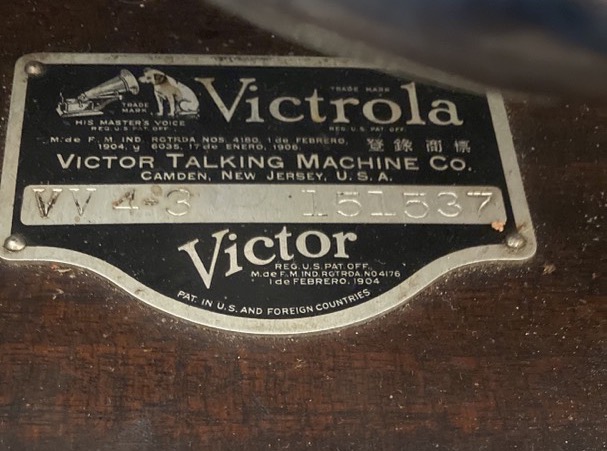 TRADE MARK
Victrola
TRADE MARK
HIS MASTER'S VOICE
REG. U.S. PAT. OFF.
REG. U.S. PAT. OFF.
M. de F. M. IND. RGTRDA NOS 4160, 1 de FEBRERO,
1904, y 6035, 17 de ENERO, 1906.
登錄商標
VICTOR TALKING MACHINE CO.
CAMDEN, NEW JERSEY, U.S.A.
VV 4-3 151537
Victor
REG. U.S. PAT. OFF.
M. de F. M. IND. RGTRDA. NO 4176
1 de FEBRERO, 1904
PAT. IN U.S. AND FOREIGN COUNTRIES